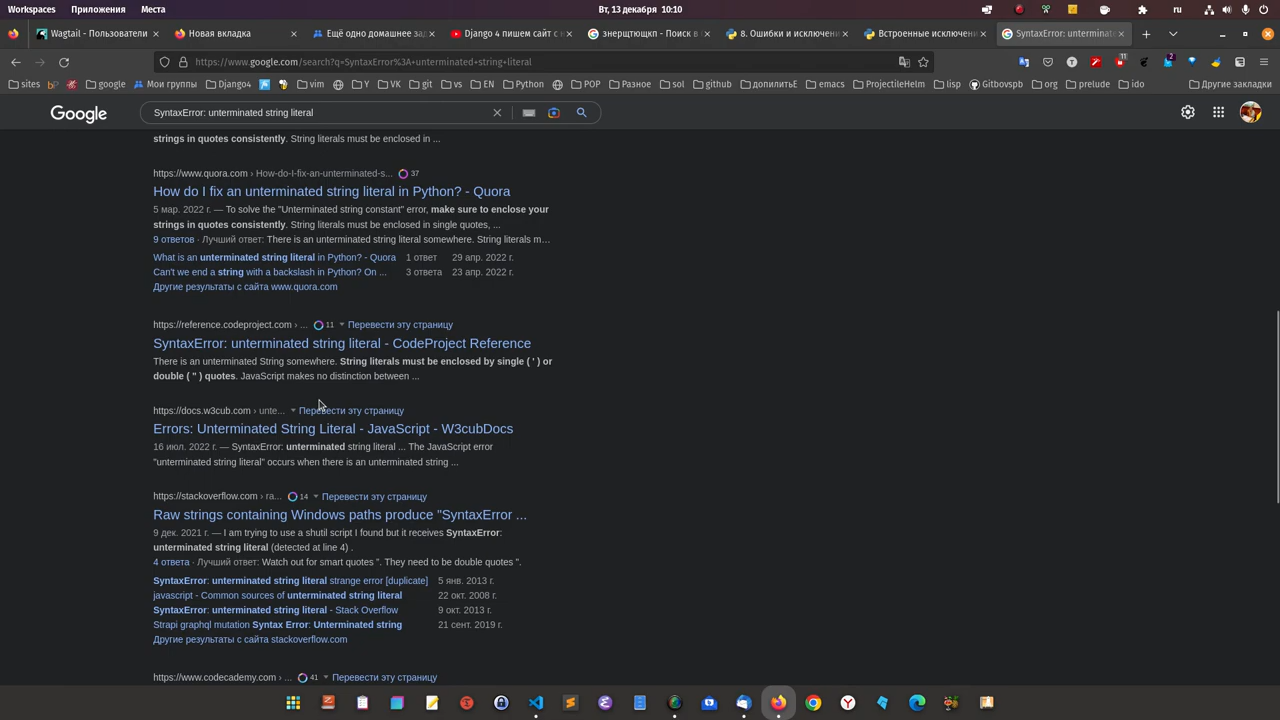 Workspaces Приложения Места Вт, 13 декабря 10:10 ru
Wagtail - Пользователи Новая вкладка Ещё одно домашнее за Django 4 пишем сайт с знерщтщкп - Поиск в 8. Ошибки и исключени Встроенные исключени SyntaxError: unterminat
https://www.google.com/search?q=SyntaxError%3A+unterminated+string+literal
sites google Мои группы Django4 vim Y VK git vs EN Python POP Разное sol github допилитьЕ emacs ProjectileHelm lisp Gitbovspb org prelude ido Другие закладки
Google SyntaxError: unterminated string literal
strings in quotes consistently. String literals must be enclosed in ...
https://www.quora.com › How-do-I-fix-an-unterminated-s... 37
How do I fix an unterminated string literal in Python? - Quora
5 мар. 2022 г. — To solve the "Unterminated string constant" error, make sure to enclose your
strings in quotes consistently. String literals must be enclosed in single quotes, ...
9 ответов · Лучший ответ: There is an unterminated string literal somewhere. String literals m...
What is an unterminated string literal in Python? - Quora 1 ответ 29 апр. 2022 г.
Can't we end a string with a backslash in Python? On ... 3 ответа 23 апр. 2022 г.
Другие результаты с сайта www.quora.com
https://reference.codeproject.com › ... 11 Перевести эту страницу
SyntaxError: unterminated string literal - CodeProject Reference
There is an unterminated String somewhere. String literals must be enclosed by single ( ' ) or
double ( " ) quotes. JavaScript makes no distinction between ...
https://docs.w3cub.com › unte... Перевести эту страницу
Errors: Unterminated String Literal - JavaScript - W3cubDocs
16 июл. 2022 г. — SyntaxError: unterminated string literal ... The JavaScript error
"unterminated string literal" occurs when there is an unterminated string ...
https://stackoverflow.com › ra... 14 Перевести эту страницу
Raw strings containing Windows paths produce "SyntaxError ...
9 дек. 2021 г. — I am trying to use a shutil script I found but it receives SyntaxError:
unterminated string literal (detected at line 4) .
4 ответа · Лучший ответ: Watch out for smart quotes ". They need to be double quotes ".
SyntaxError: unterminated string literal strange error [duplicate] 5 янв. 2013 г.
javascript - Common sources of unterminated string literal 22 окт. 2008 г.
SyntaxError: unterminated string literal - Stack Overflow 9 окт. 2013 г.
Strapi graphql mutation Syntax Error: Unterminated string 21 сент. 2019 г.
Другие результаты с сайта stackoverflow.com
https://www.codecademy.com › ... 41 Перевести эту страницу